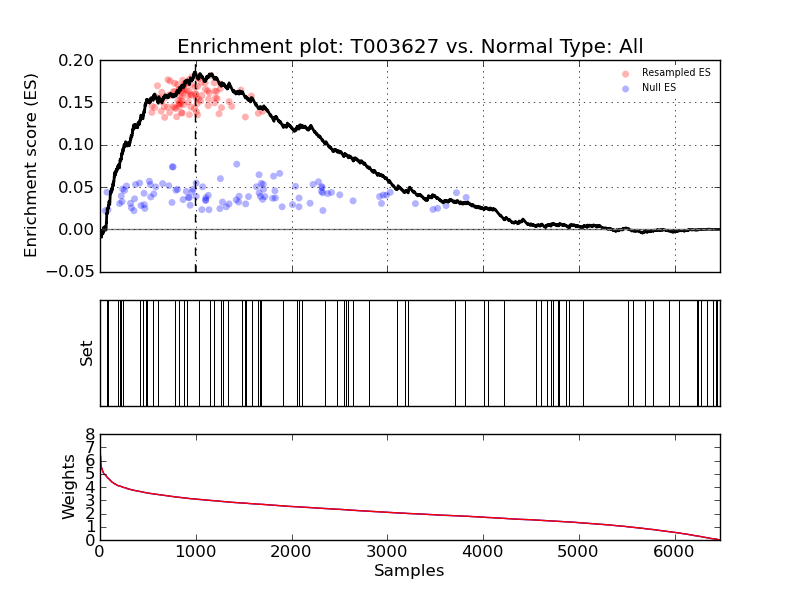 Enrichment plot: T003627 vs. Normal Type: All
0.20
0.15
0.10
0.05
0.00
−0.05
Enrichment score (ES)
Resampled ES
Null ES
Set
8
7
6
5
4
3
2
1
0
Weights
0 1000 2000 3000 4000 5000 6000
Samples